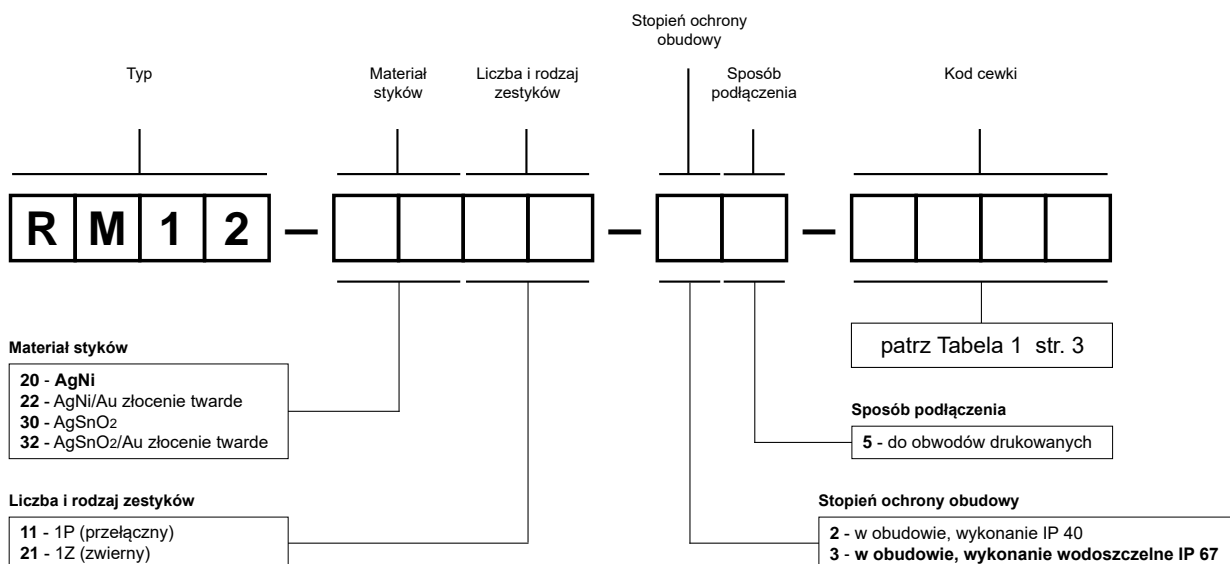 Stopień ochrony
obudowy
Typ
Materiał
styków
Liczba i rodzaj
zestyków
Sposób
podłączenia
Kod cewki
R M 1 2 – – –
patrz Tabela 1 str. 3
Materiał styków
20 - AgNi
22 - AgNi/Au złocenie twarde
30 - AgSnO2
32 - AgSnO2/Au złocenie twarde
Sposób podłączenia
5 - do obwodów drukowanych
Liczba i rodzaj zestyków
11 - 1P (przełączny)
21 - 1Z (zwierny)
Stopień ochrony obudowy
2 - w obudowie, wykonanie IP 40
3 - w obudowie, wykonanie wodoszczelne IP 67